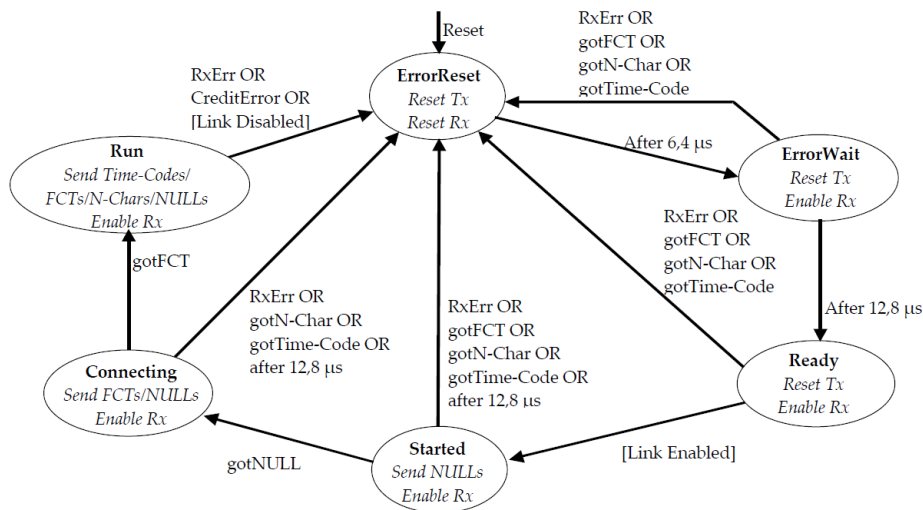 Reset
RxErr OR
gotFCT OR
gotN-Char OR
gotTime-Code
RxErr OR
CreditError OR
[Link Disabled]
ErrorReset
Reset Tx
Reset Rx
After 6,4 µs
ErrorWait
Reset Tx
Enable Rx
Run
Send Time-Codes/
FCTs/N-Chars/NULLs
Enable Rx
RxErr OR
gotFCT OR
gotN-Char OR
gotTime-Code
gotFCT
RxErr OR
gotN-Char OR
gotTime-Code OR
after 12,8 µs
RxErr OR
gotFCT OR
gotN-Char OR
gotTime-Code OR
after 12,8 µs
After 12,8 µs
Connecting
Send FCTs/NULLs
Enable Rx
Ready
Reset Tx
Enable Rx
gotNULL
Started
Send NULLs
Enable Rx
[Link Enabled]